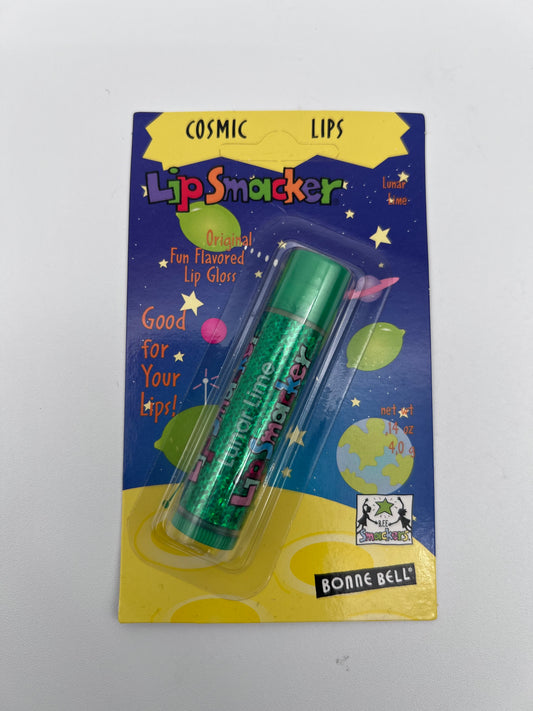 COSMIC LIPS
Lip Smacker
Lunar
Lime
Original
Fun Flavored
Lip Gloss
Good
for
Your
Lips!
Lunar Lime
Lip Smacker
net wt
.14 oz
4.0 g
Smackers
BONNE BELL®